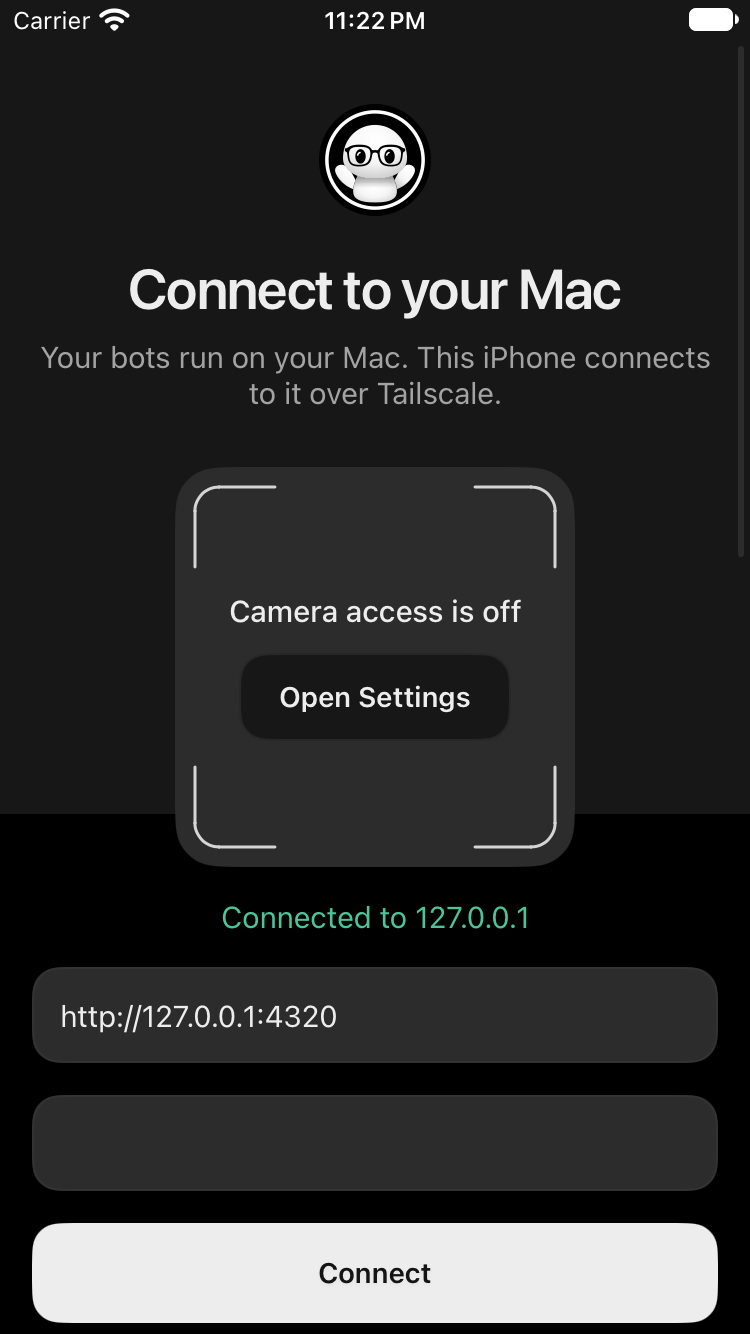 Carrier 11:22 PM
Connect to your Mac
Your bots run on your Mac. This iPhone connects
to it over Tailscale.
Camera access is off
Open Settings
Connected to 127.0.0.1
http://127.0.0.1:4320
Connect